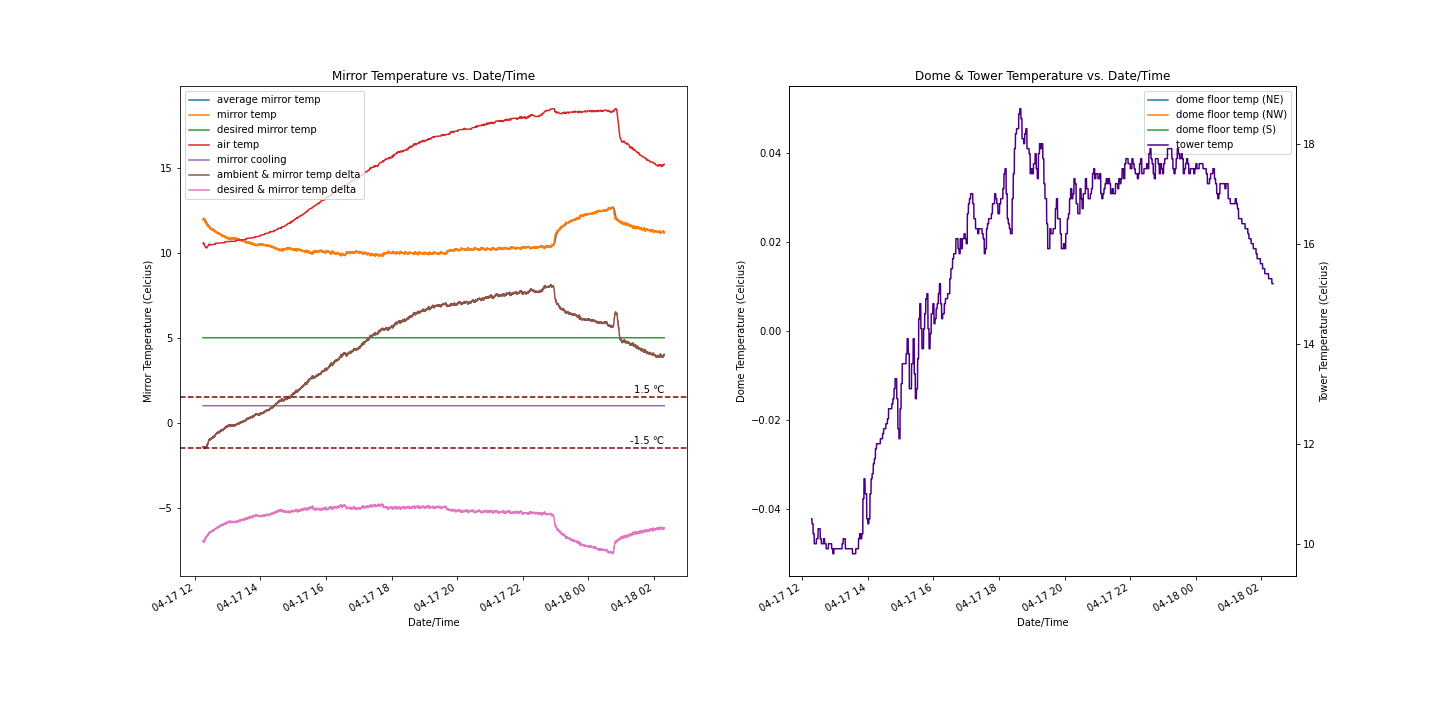 Mirror Temperature vs. Date/Time
average mirror temp
mirror temp
desired mirror temp
air temp
mirror cooling
ambient & mirror temp delta
desired & mirror temp delta
15
10
5
0
−5
Mirror Temperature (Celcius)
1.5 °C
-1.5 °C
04-17 12
04-17 14
04-17 16
04-17 18
04-17 20
04-17 22
04-18 00
04-18 02
Date/Time
Dome & Tower Temperature vs. Date/Time
dome floor temp (NE)
dome floor temp (NW)
dome floor temp (S)
tower temp
0.04
0.02
0.00
−0.02
−0.04
Dome Temperature (Celcius)
18
16
14
12
10
Tower Temperature (Celcius)
04-17 12
04-17 14
04-17 16
04-17 18
04-17 20
04-17 22
04-18 00
04-18 02
Date/Time